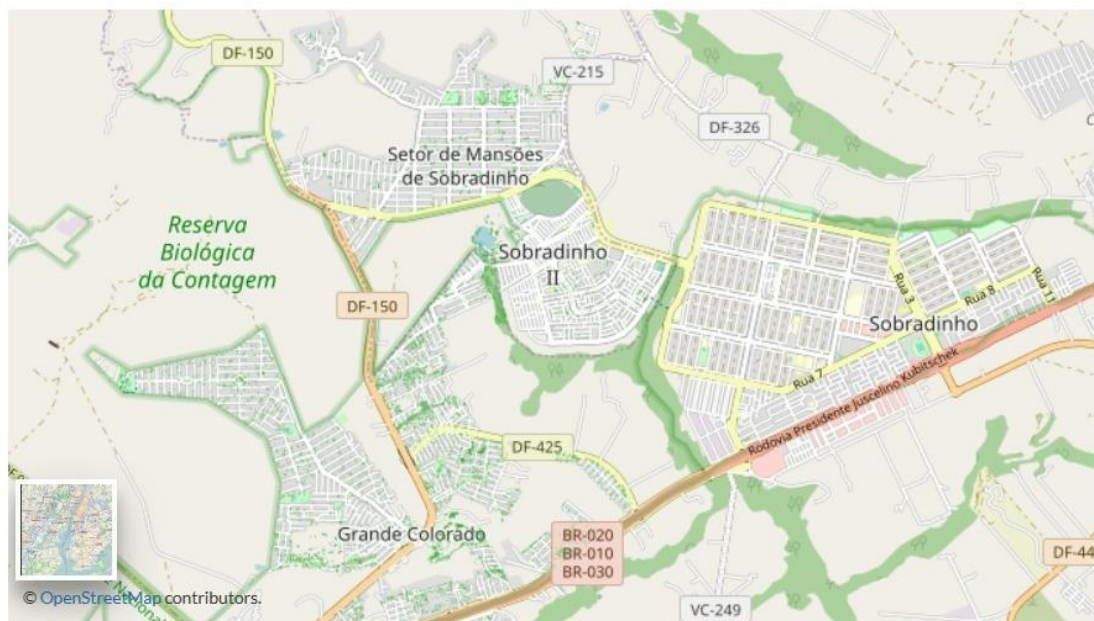 DF-150
VC-215
DF-326
Setor de Mansões
de Sobradinho
Reserva
Biológica
da Contagem
Sobradinho
II
Rua 3
Rua 8
Rua 11
DF-150
Sobradinho
Rua 7
Rodovia Presidente Juscelino Kubitschek
DF-425
Grande Colorado
BR-020
BR-010
BR-030
DF-44
VC-249
© OpenStreetMap contributors.